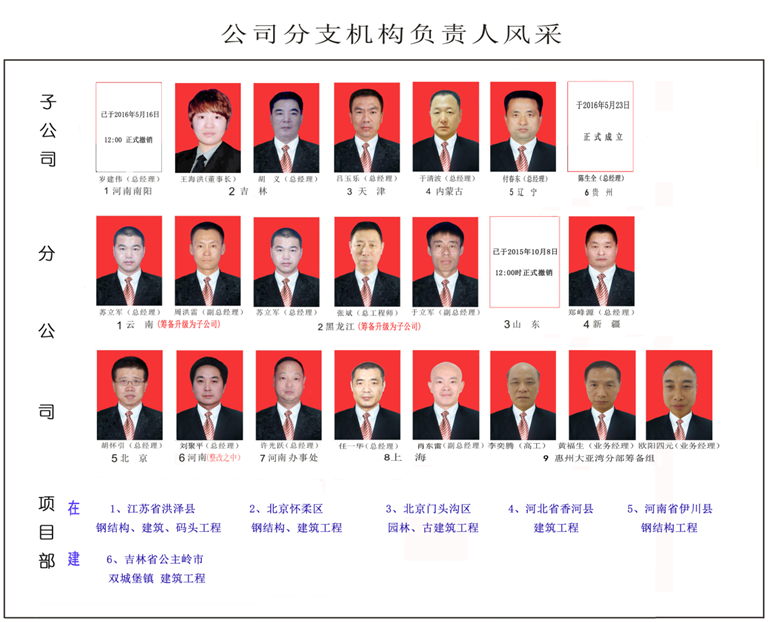 公司分支机构负责人风采
子公司
已于2016年5月16日
12:00 正式撤销
于2016年5月23日
正式成立
岁建伟(总经理)
王海洪(董事长)
胡 义(总经理)
吕玉乐(总经理)
于清波(总经理)
付春东(总经理)
陈生全(总经理)
1 河南南阳
2 吉 林
3 天 津
4 内蒙古
5 辽 宁
6 贵 州
分公司
已于2015年10月8日
12:00时正式撤销
苏立军(总经理)
周洪雷(副总经理)
苏立军(总经理)
张斌(总工程师)
于立军(副总经理)
郑峰源(总经理)
1 云 南(筹备升级为子公司)
2 黑龙江(筹备升级为子公司)
3 山 东
4 新 疆
胡怀引(总经理)
刘聚平(总经理)
许光跃(总经理)
任一华(总经理)
肖东雷(副总经理)
李奕腾(高工)
黄福生(业务经理)
欧阳四元(业务经理)
5 北 京
6 河南(整改之中)
7 河南办事处
8 上 海
9 惠州大亚湾分部筹备组
项目部
在建
1、江苏省洪泽县
钢结构、建筑、码头工程
2、北京怀柔区
钢结构、建筑工程
3、北京门头沟区
园林、古建筑工程
4、河北省香河县
建筑工程
5、河南省伊川县
钢结构工程
6、吉林省公主岭市
双城堡镇 建筑工程